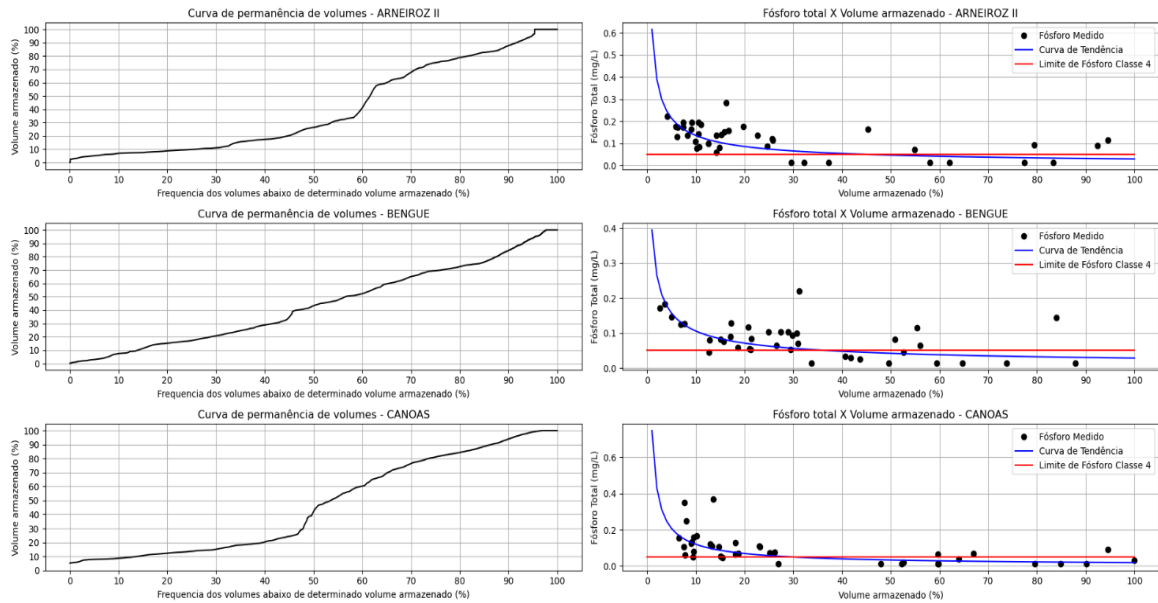 Curva de permanência de volumes - ARNEIROZ II
Volume armazenado (%)
100
90
80
70
60
50
40
30
20
10
0
0 10 20 30 40 50 60 70 80 90 100
Frequencia dos volumes abaixo de determinado volume armazenado (%)
Fósforo total X Volume armazenado - ARNEIROZ II
Fósforo Total (mg/L)
0.6
0.5
0.4
0.3
0.2
0.1
0.0
Fósforo Medido
Curva de Tendência
Limite de Fósforo Classe 4
0 10 20 30 40 50 60 70 80 90 100
Volume armazenado (%)
Curva de permanência de volumes - BENGUE
Volume armazenado (%)
100
90
80
70
60
50
40
30
20
10
0
0 10 20 30 40 50 60 70 80 90 100
Frequencia dos volumes abaixo de determinado volume armazenado (%)
Fósforo total X Volume armazenado - BENGUE
Fósforo Total (mg/L)
0.4
0.3
0.2
0.1
0.0
Fósforo Medido
Curva de Tendência
Limite de Fósforo Classe 4
0 10 20 30 40 50 60 70 80 90 100
Volume armazenado (%)
Curva de permanência de volumes - CANOAS
Volume armazenado (%)
100
90
80
70
60
50
40
30
20
10
0
0 10 20 30 40 50 60 70 80 90 100
Frequencia dos volumes abaixo de determinado volume armazenado (%)
Fósforo total X Volume armazenado - CANOAS
Fósforo Total (mg/L)
0.6
0.4
0.2
0.0
Fósforo Medido
Curva de Tendência
Limite de Fósforo Classe 4
0 10 20 30 40 50 60 70 80 90 100
Volume armazenado (%)